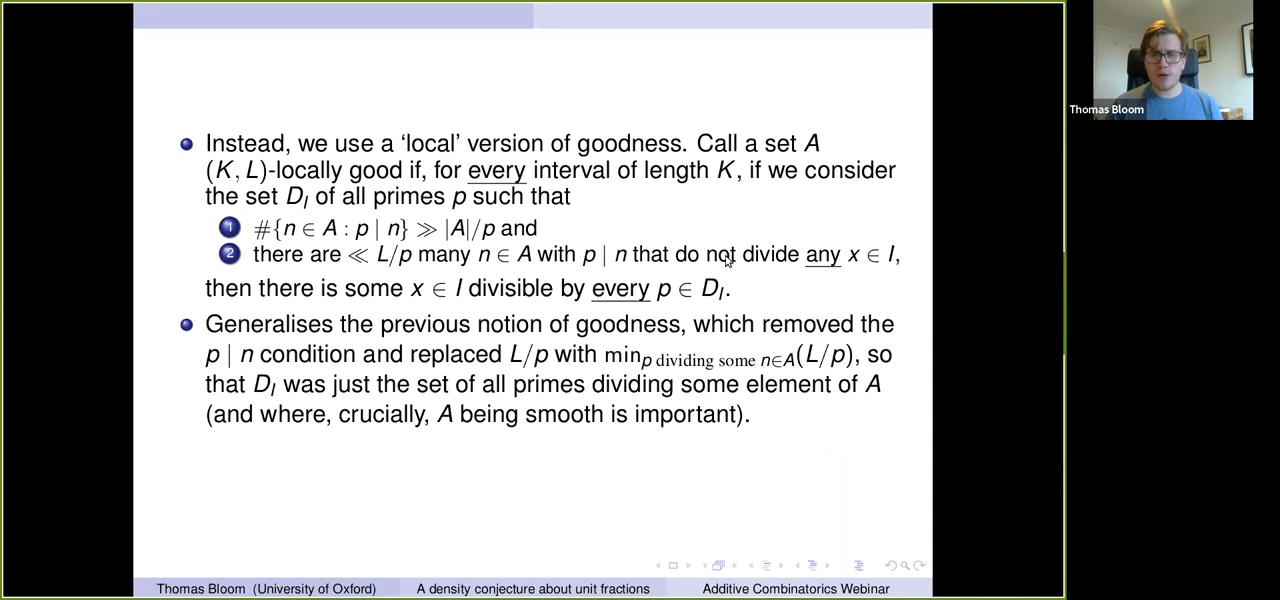 Instead, we use a ‘local’ version of goodness. Call a set A
(K, L)-locally good if, for every interval of length K, if we consider
the set D_I of all primes p such that
1 #{n ∈ A : p | n} ≫ |A|/p and
2 there are ≪ L/p many n ∈ A with p | n that do not divide any x ∈ I,
then there is some x ∈ I divisible by every p ∈ D_I.
Generalises the previous notion of goodness, which removed the
p | n condition and replaced L/p with min_{p dividing some n∈A}(L/p), so
that D_I was just the set of all primes dividing some element of A
(and where, crucially, A being smooth is important).
Thomas Bloom (University of Oxford) A density conjecture about unit fractions Additive Combinatorics Webinar
Thomas Bloom